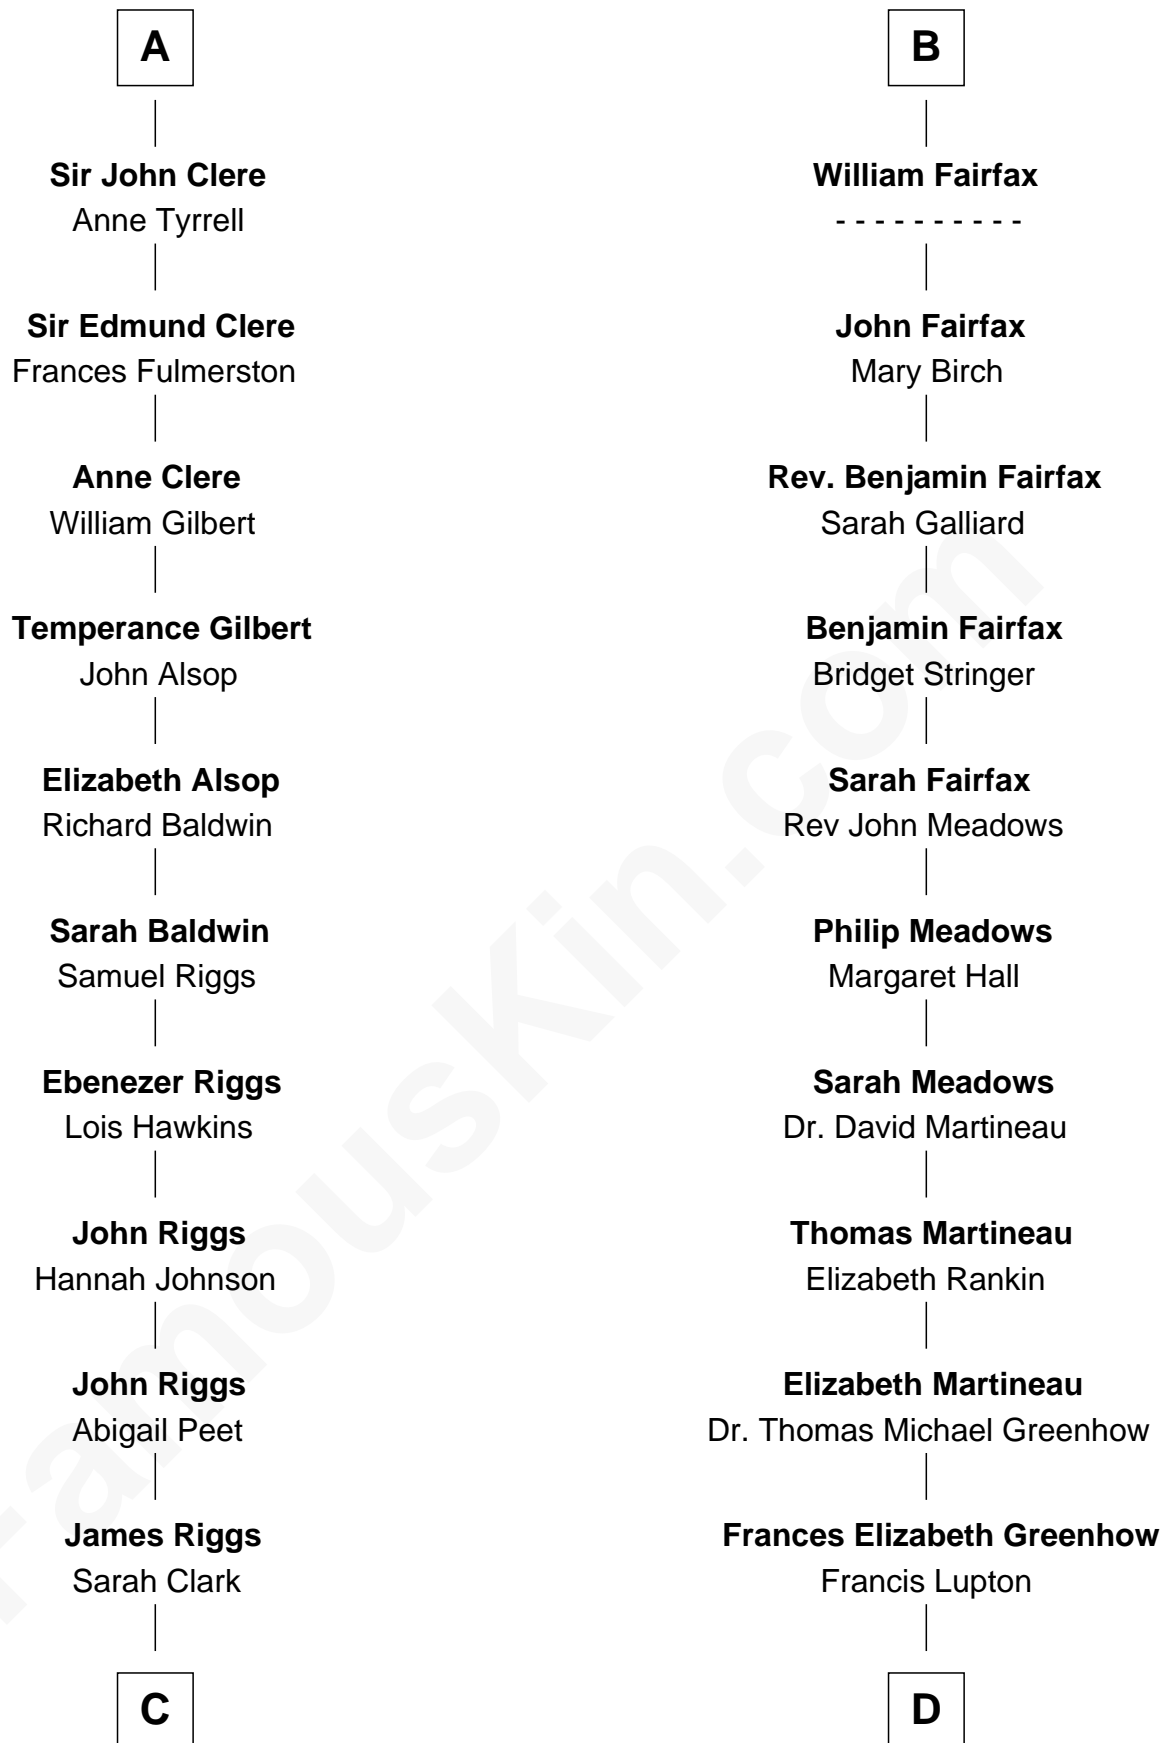 A
Sir John Clere
Anne Tyrrell
Sir Edmund Clere
Frances Fulmerston
Anne Clere
William Gilbert
Temperance Gilbert
John Alsop
Elizabeth Alsop
Richard Baldwin
Sarah Baldwin
Samuel Riggs
Ebenezer Riggs
Lois Hawkins
John Riggs
Hannah Johnson
John Riggs
Abigail Peet
James Riggs
Sarah Clark
C
B
William Fairfax
- - - - - - - - - -
John Fairfax
Mary Birch
Rev. Benjamin Fairfax
Sarah Galliard
Benjamin Fairfax
Bridget Stringer
Sarah Fairfax
Rev John Meadows
Philip Meadows
Margaret Hall
Sarah Meadows
Dr. David Martineau
Thomas Martineau
Elizabeth Rankin
Elizabeth Martineau
Dr. Thomas Michael Greenhow
Frances Elizabeth Greenhow
Francis Lupton
D
FamousKin.com